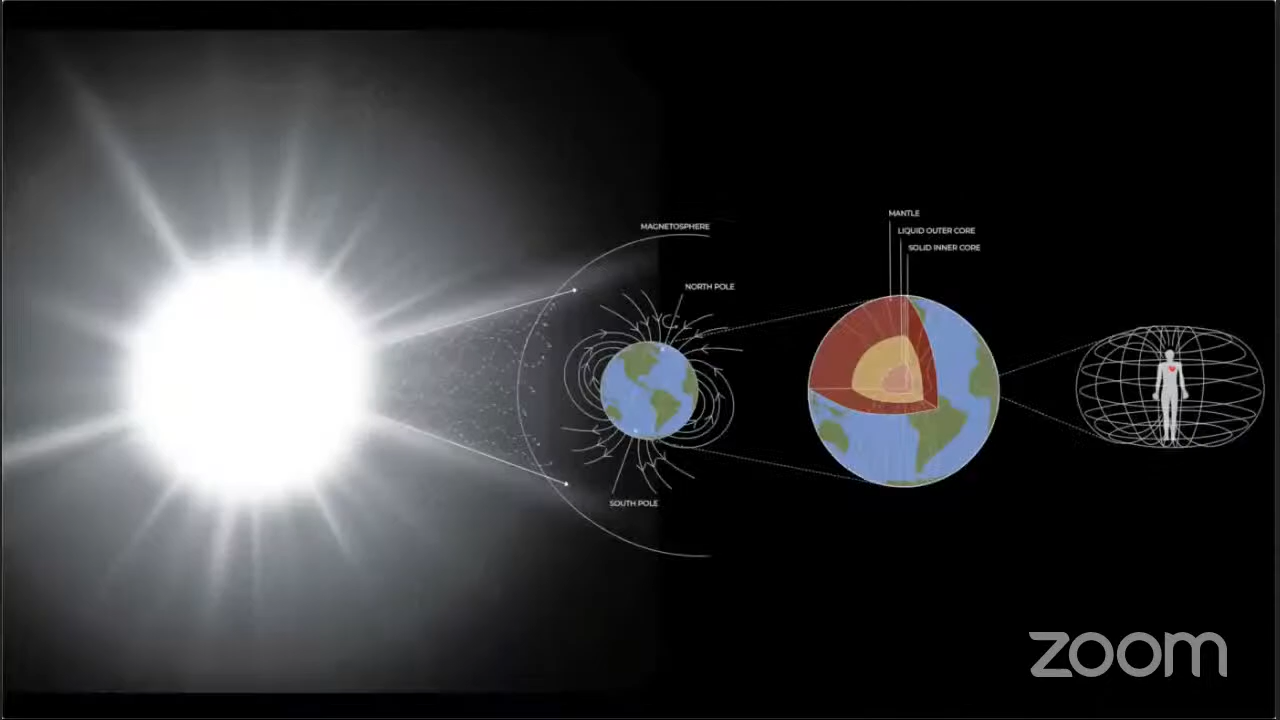 MANTLE
LIQUID OUTER CORE
SOLID INNER CORE
MAGNETOSPHERE
NORTH POLE
SOUTH POLE
zoom